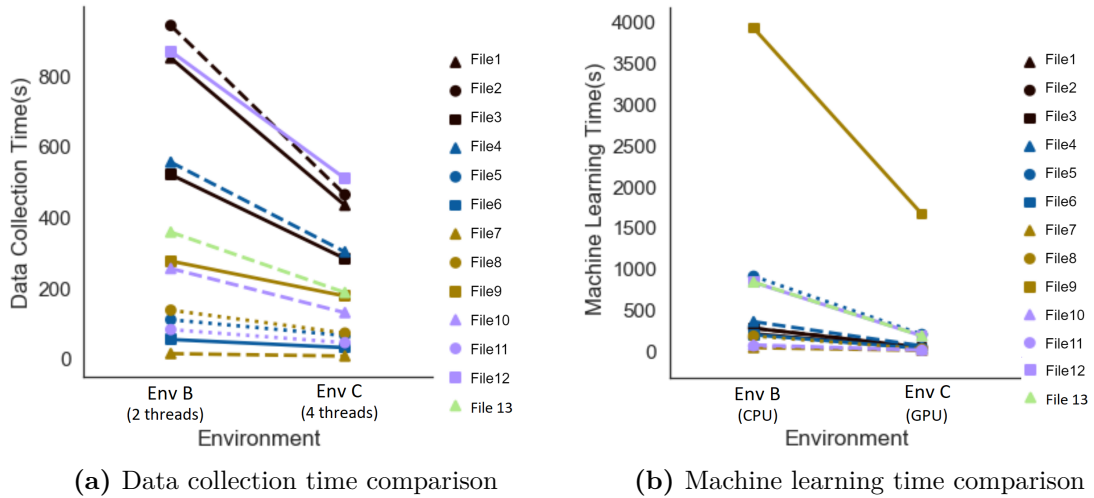 Data Collection Time(s)
800
600
400
200
0
Env B
(2 threads)
Env C
(4 threads)
Environment
File1
File2
File3
File4
File5
File6
File7
File8
File9
File10
File11
File12
File 13
(a) Data collection time comparison
Machine Learning Time(s)
4000
3500
3000
2500
2000
1500
1000
500
0
Env B
(CPU)
Env C
(GPU)
Environment
File1
File2
File3
File4
File5
File6
File7
File8
File9
File10
File11
File12
File 13
(b) Machine learning time comparison